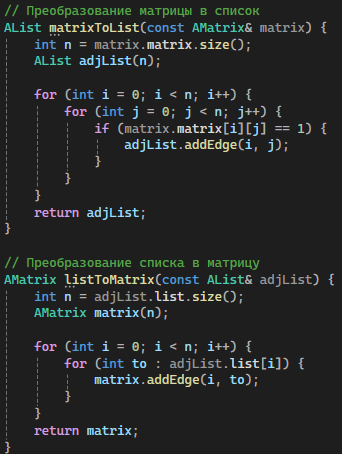 // Преобразование матрицы в список
AList matrixToList(const AMatrix& matrix) {
    int n = matrix.matrix.size();
    AList adjList(n);

    for (int i = 0; i < n; i++) {
        for (int j = 0; j < n; j++) {
            if (matrix.matrix[i][j] == 1) {
                adjList.addEdge(i, j);
            }
        }
    }
    return adjList;
}

// Преобразование списка в матрицу
AMatrix listToMatrix(const AList& adjList) {
    int n = adjList.list.size();
    AMatrix matrix(n);

    for (int i = 0; i < n; i++) {
        for (int to : adjList.list[i]) {
            matrix.addEdge(i, to);
        }
    }
    return matrix;
}